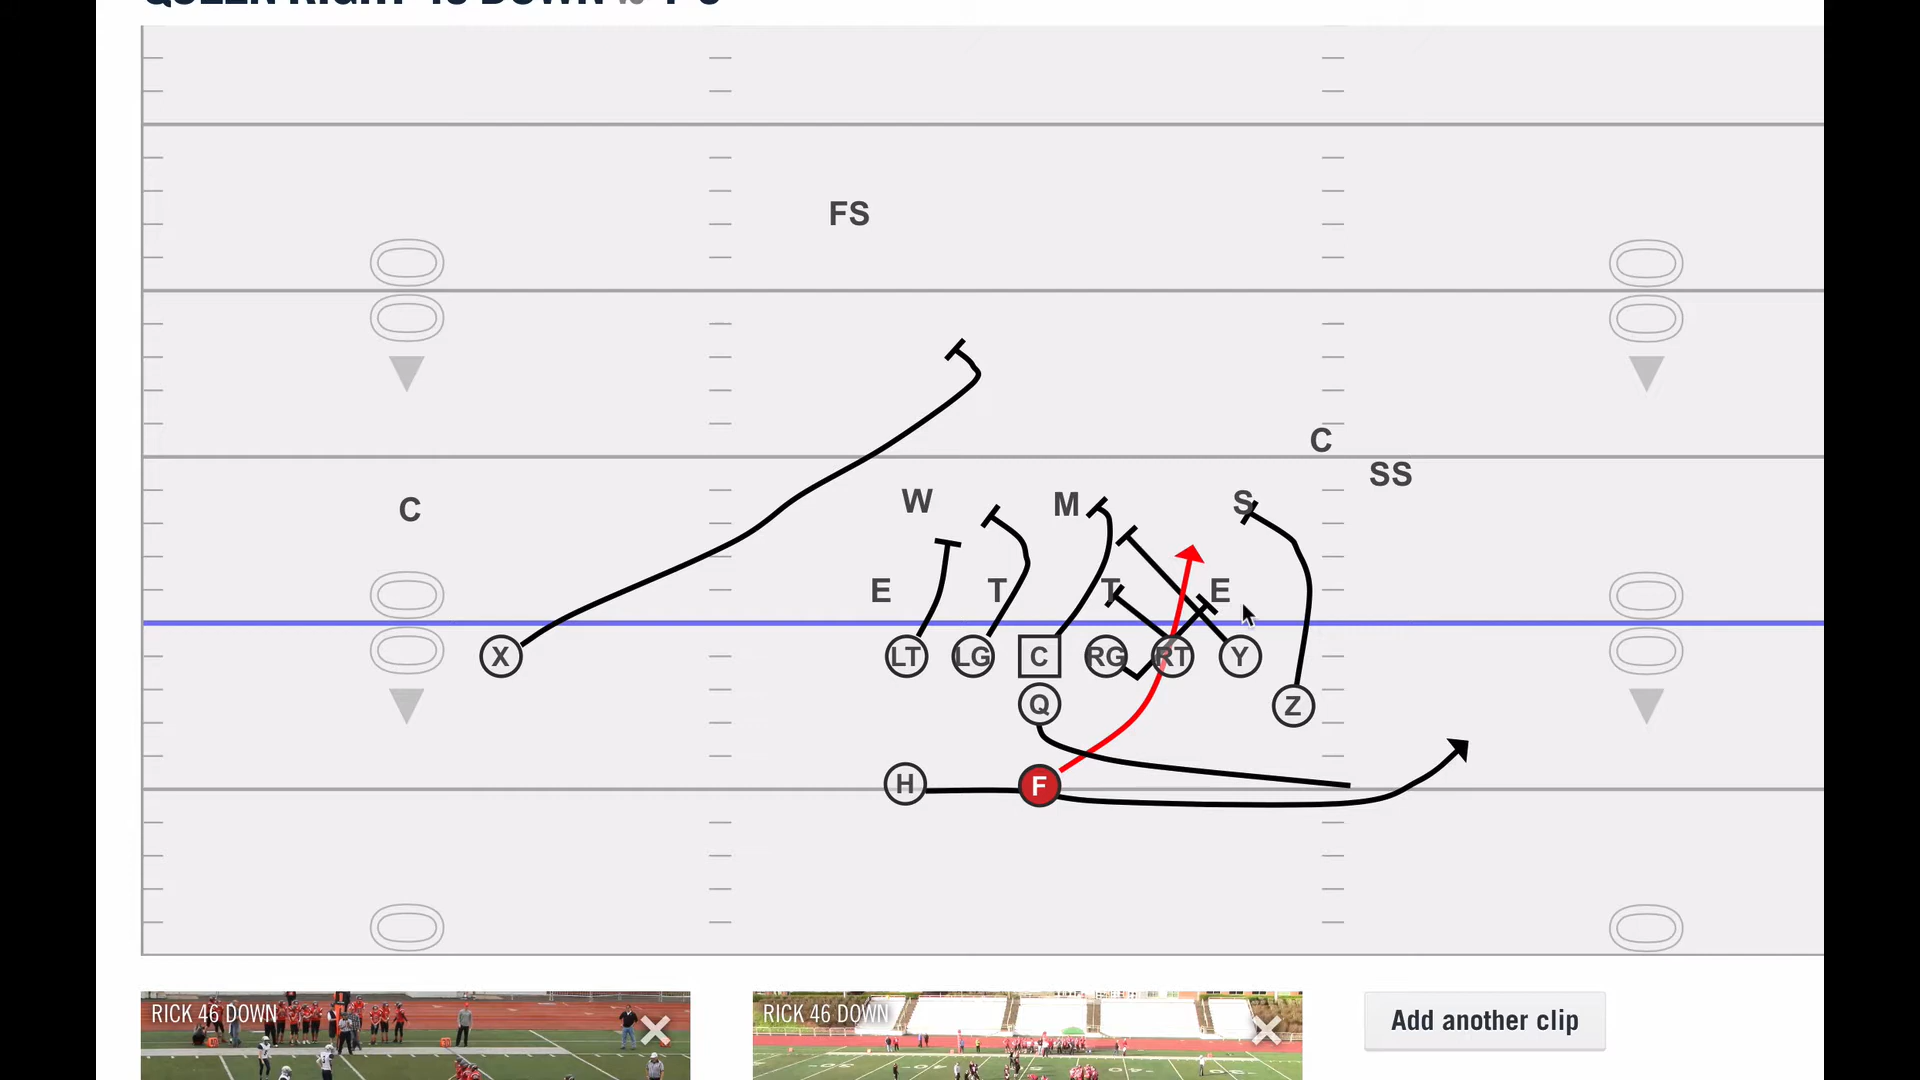 FS
C
SS
C W M S
E T T E
X LT LG C RG RT Y
Q Z
H F
RICK 46 DOWN RICK 46 DOWN Add another clip